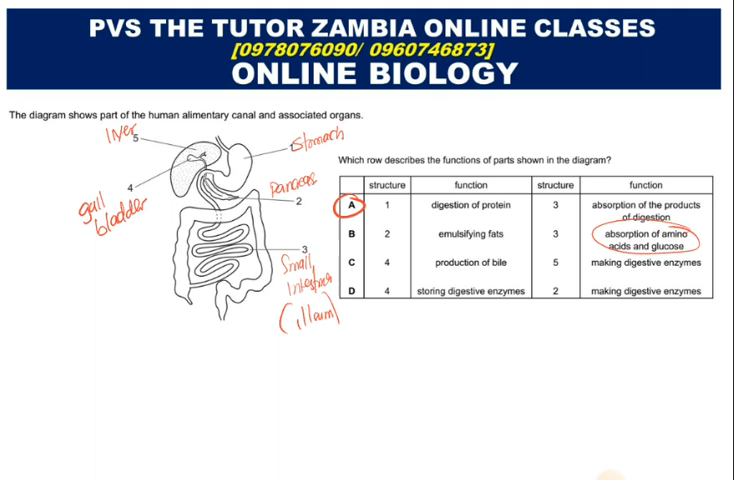 PVS THE TUTOR ZAMBIA ONLINE CLASSES
[0978076090/ 0960746873]
ONLINE BIOLOGY
The diagram shows part of the human alimentary canal and associated organs.
liver
5
1
Stomach
Which row describes the functions of parts shown in the diagram?
4
gall
bladder
Pancreas
2
3
Small
Intestine
(illeum)
structure function structure function
A 1 digestion of protein 3 absorption of the products
of digestion
B 2 emulsifying fats 3 absorption of amino
acids and glucose
C 4 production of bile 5 making digestive enzymes
D 4 storing digestive enzymes 2 making digestive enzymes